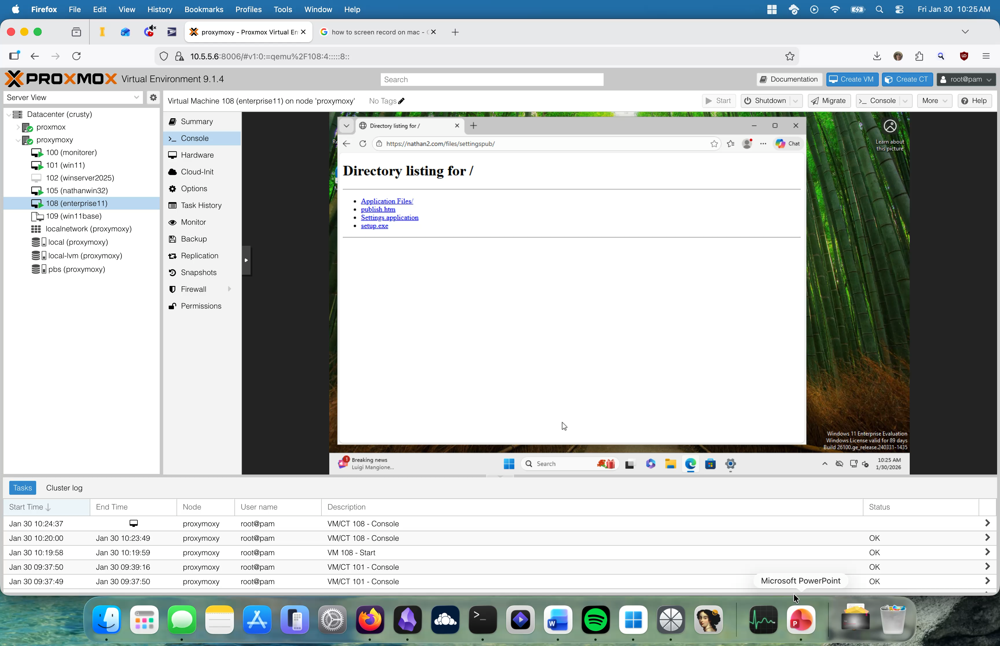 Firefox File Edit View History Bookmarks Profiles Tools Window Help Fri Jan 30 10:25 AM
proxymoxy - Proxmox Virtual En
how to screen record on mac -
10.5.5.6:8006/#v1:0:=qemu%2F108:4:::::8::
PROXMOX Virtual Environment 9.1.4 Search Documentation Create VM Create CT root@pam
Server View
Datacenter (crusty)
proxmox
proxymoxy
100 (monitorer)
101 (win11)
102 (winserver2025)
105 (nathanwin32)
108 (enterprise11)
109 (win11base)
localnetwork (proxymoxy)
local (proxymoxy)
local-lvm (proxymoxy)
pbs (proxymoxy)
Virtual Machine 108 (enterprise11) on node 'proxymoxy' No Tags Start Shutdown Migrate Console More Help
Summary
Console
Hardware
Cloud-Init
Options
Task History
Monitor
Backup
Replication
Snapshots
Firewall
Permissions
Directory listing for /
https://nathan2.com/files/settingspub/
Chat
Directory listing for /
Application Files/
publish.htm
Settings.application
setup.exe
Learn about
this picture
Windows 11 Enterprise Evaluation
Windows License valid for 89 days
Build 26100.ge_release.240331-1435
1
Breaking news
Luigi Mangione...
Search
10:25 AM
1/30/2026
Tasks Cluster log
Start Time End Time Node User name Description Status
Jan 30 10:24:37 proxymoxy root@pam VM/CT 108 - Console
Jan 30 10:20:00 Jan 30 10:23:49 proxymoxy root@pam VM/CT 108 - Console OK
Jan 30 10:19:58 Jan 30 10:19:59 proxymoxy root@pam VM 108 - Start OK
Jan 30 09:37:50 Jan 30 09:39:16 proxymoxy root@pam VM/CT 101 - Console OK
Jan 30 09:37:49 Jan 30 09:37:50 proxymoxy root@pam VM/CT 101 - Console OK
Microsoft PowerPoint